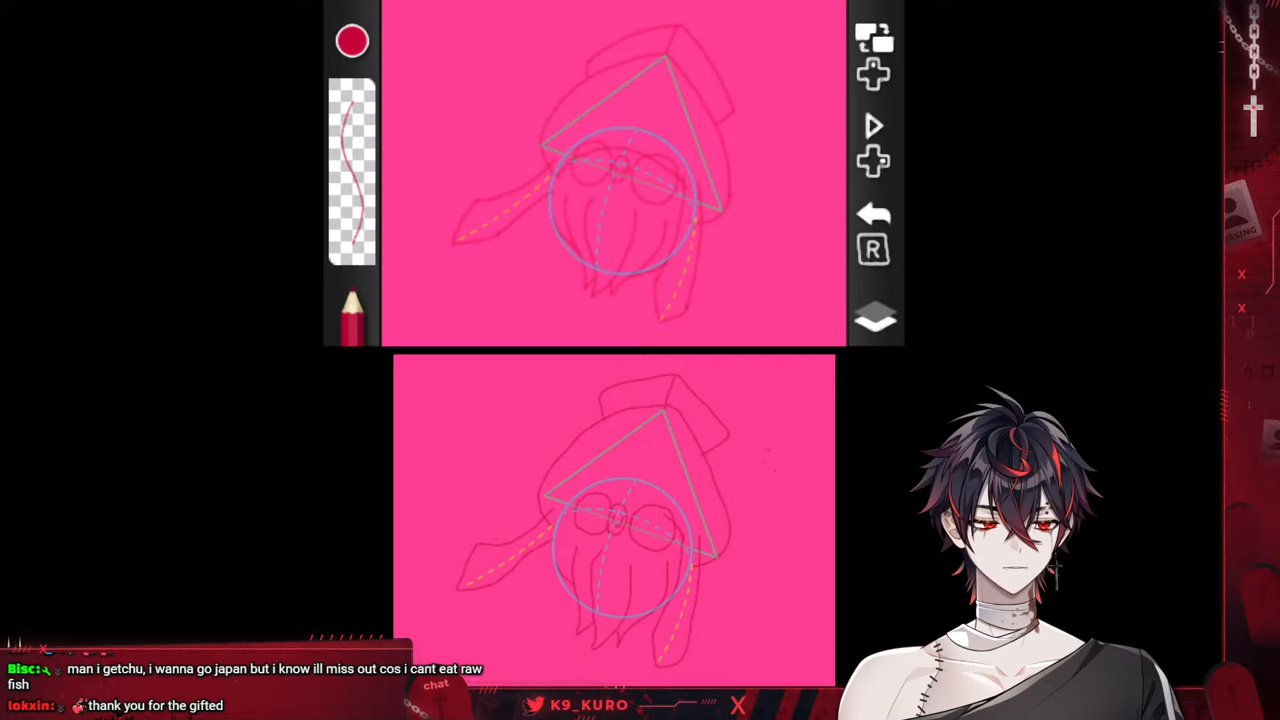 R
MISSING
X
X
Bisc: man i getchu, i wanna go japan but i know ill miss out cos i cant eat raw
fish
lokxin: thank you for the gifted
chat
K9_KURO
X